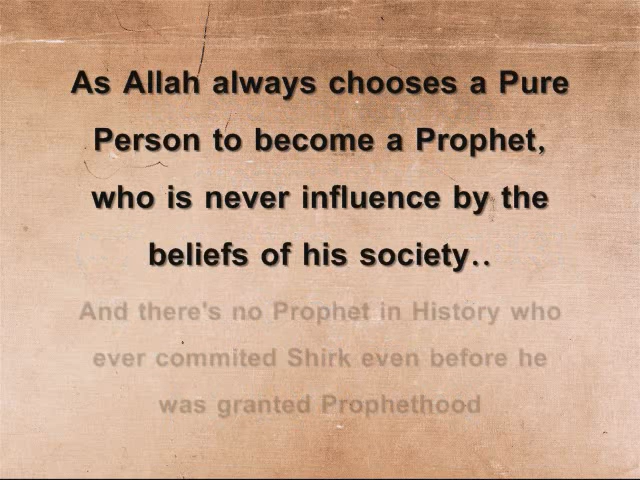 As Allah always chooses a Pure
Person to become a Prophet,
who is never influence by the
beliefs of his society..
And there's no Prophet in History who
ever commited Shirk even before he
was granted Prophethood